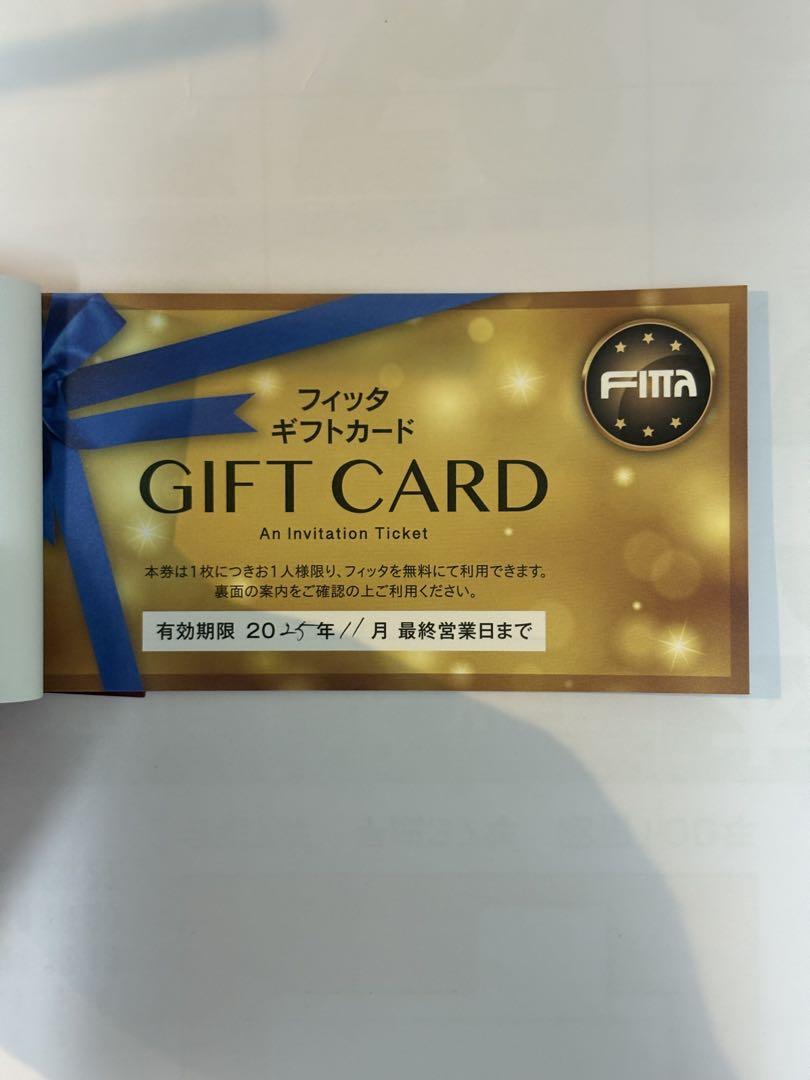 FITTA
フィッタ
ギフトカード
GIFT CARD
An Invitation Ticket
本券は1枚につきお1人様限り、フィッタを無料にて利用できます。
裏面の案内をご確認の上ご利用ください。
有効期限 2025年11月 最終営業日まで